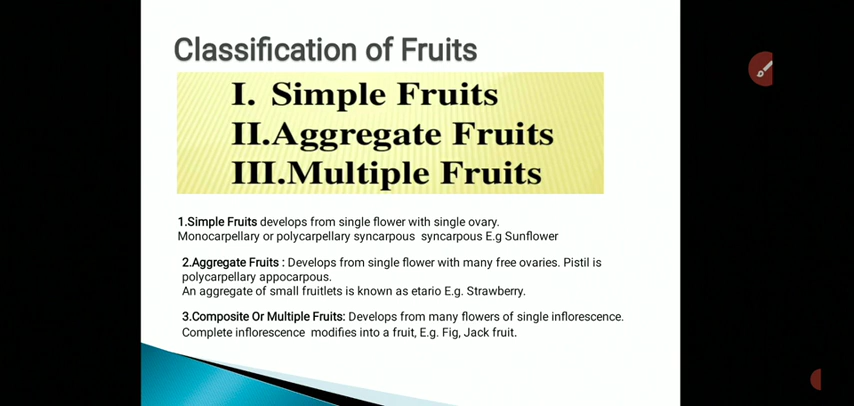 Classification of Fruits
I. Simple Fruits
II.Aggregate Fruits
III.Multiple Fruits
1.Simple Fruits develops from single flower with single ovary.
Monocarpellary or polycarpellary syncarpous syncarpous E.g Sunflower
2.Aggregate Fruits : Develops from single flower with many free ovaries. Pistil is
polycarpellary appocarpous.
An aggregate of small fruitlets is known as etario E.g. Strawberry.
3.Composite Or Multiple Fruits: Develops from many flowers of single inflorescence.
Complete inflorescence modifies into a fruit, E.g. Fig, Jack fruit.